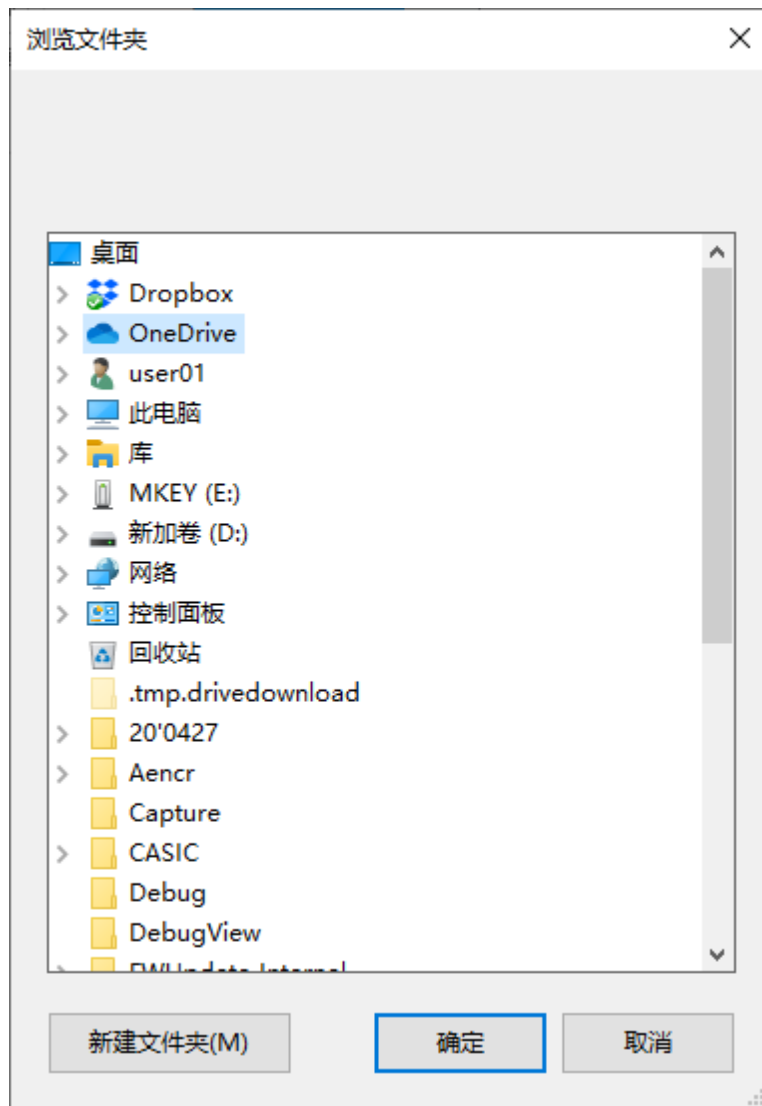 浏览文件夹
桌面
Dropbox
OneDrive
user01
此电脑
库
MKEY (E:)
新加卷 (D:)
网络
控制面板
回收站
.tmp.drivedownload
20'0427
Aencr
Capture
CASIC
Debug
DebugView
FWUpdate Internal
新建文件夹(M)
确定
取消